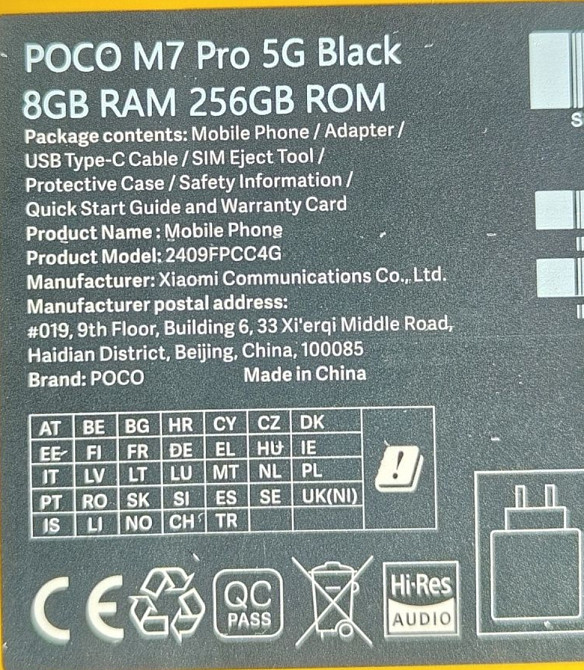 POCO M7 Pro 5G Black
8GB RAM 256GB ROM
Package contents: Mobile Phone / Adapter /
USB Type-C Cable / SIM Eject Tool /
Protective Case / Safety Information /
Quick Start Guide and Warranty Card
Product Name : Mobile Phone
Product Model: 2409FPCC4G
Manufacturer: Xiaomi Communications Co., Ltd.
Manufacturer postal address:
#019, 9th Floor, Building 6, 33 Xi'erqi Middle Road,
Haidian District, Beijing, China, 100085
Brand: POCO Made in China
AT BE BG HR CY CZ DK
EE FI FR DE EL HU IE
IT LV LT LU MT NL PL
PT RO SK SI ES SE UK(NI)
IS LI NO CH TR
!
CE
QC
PASS
Hi-Res
AUDIO